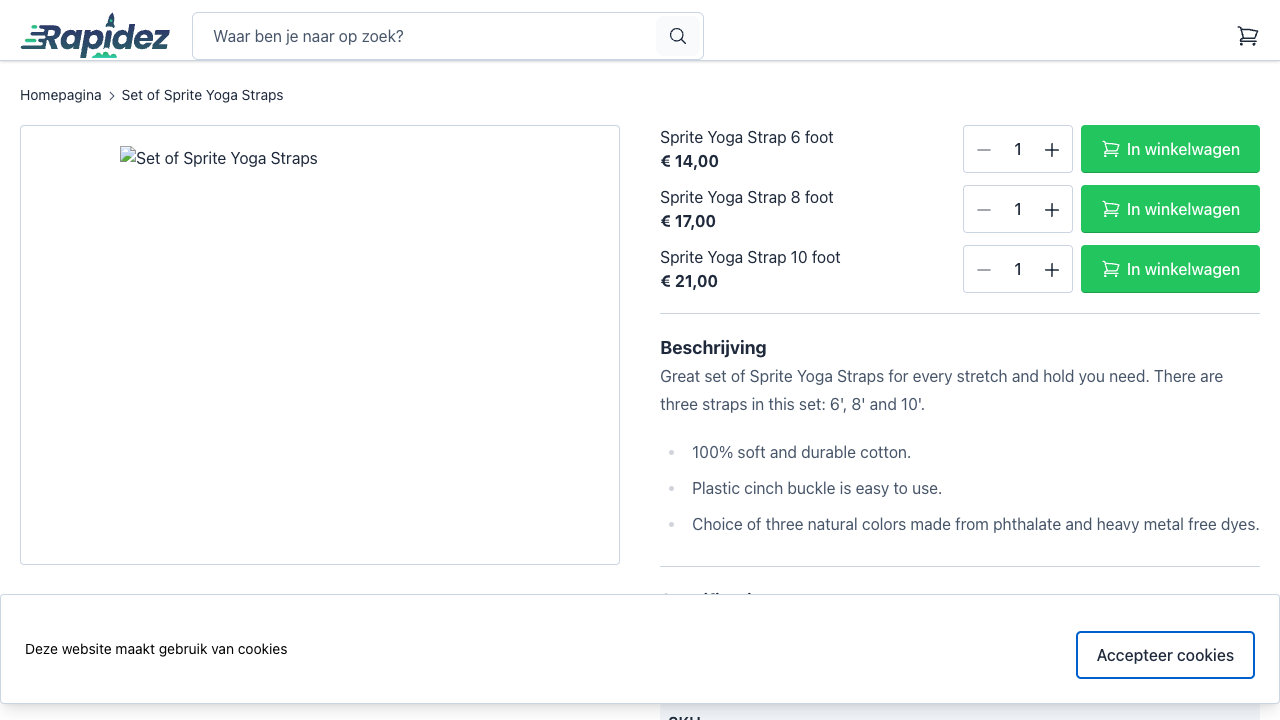 Rapidez
Waar ben je naar op zoek?
Homepagina
Set of Sprite Yoga Straps
Set of Sprite Yoga Straps
Sprite Yoga Strap 6 foot
€ 14,00
1
In winkelwagen
Sprite Yoga Strap 8 foot
€ 17,00
1
In winkelwagen
Sprite Yoga Strap 10 foot
€ 21,00
1
In winkelwagen
Beschrijving
Great set of Sprite Yoga Straps for every stretch and hold you need. There are
three straps in this set: 6', 8' and 10'.
100% soft and durable cotton.
Plastic cinch buckle is easy to use.
Choice of three natural colors made from phthalate and heavy metal free dyes.
Deze website maakt gebruik van cookies
Accepteer cookies
SKU